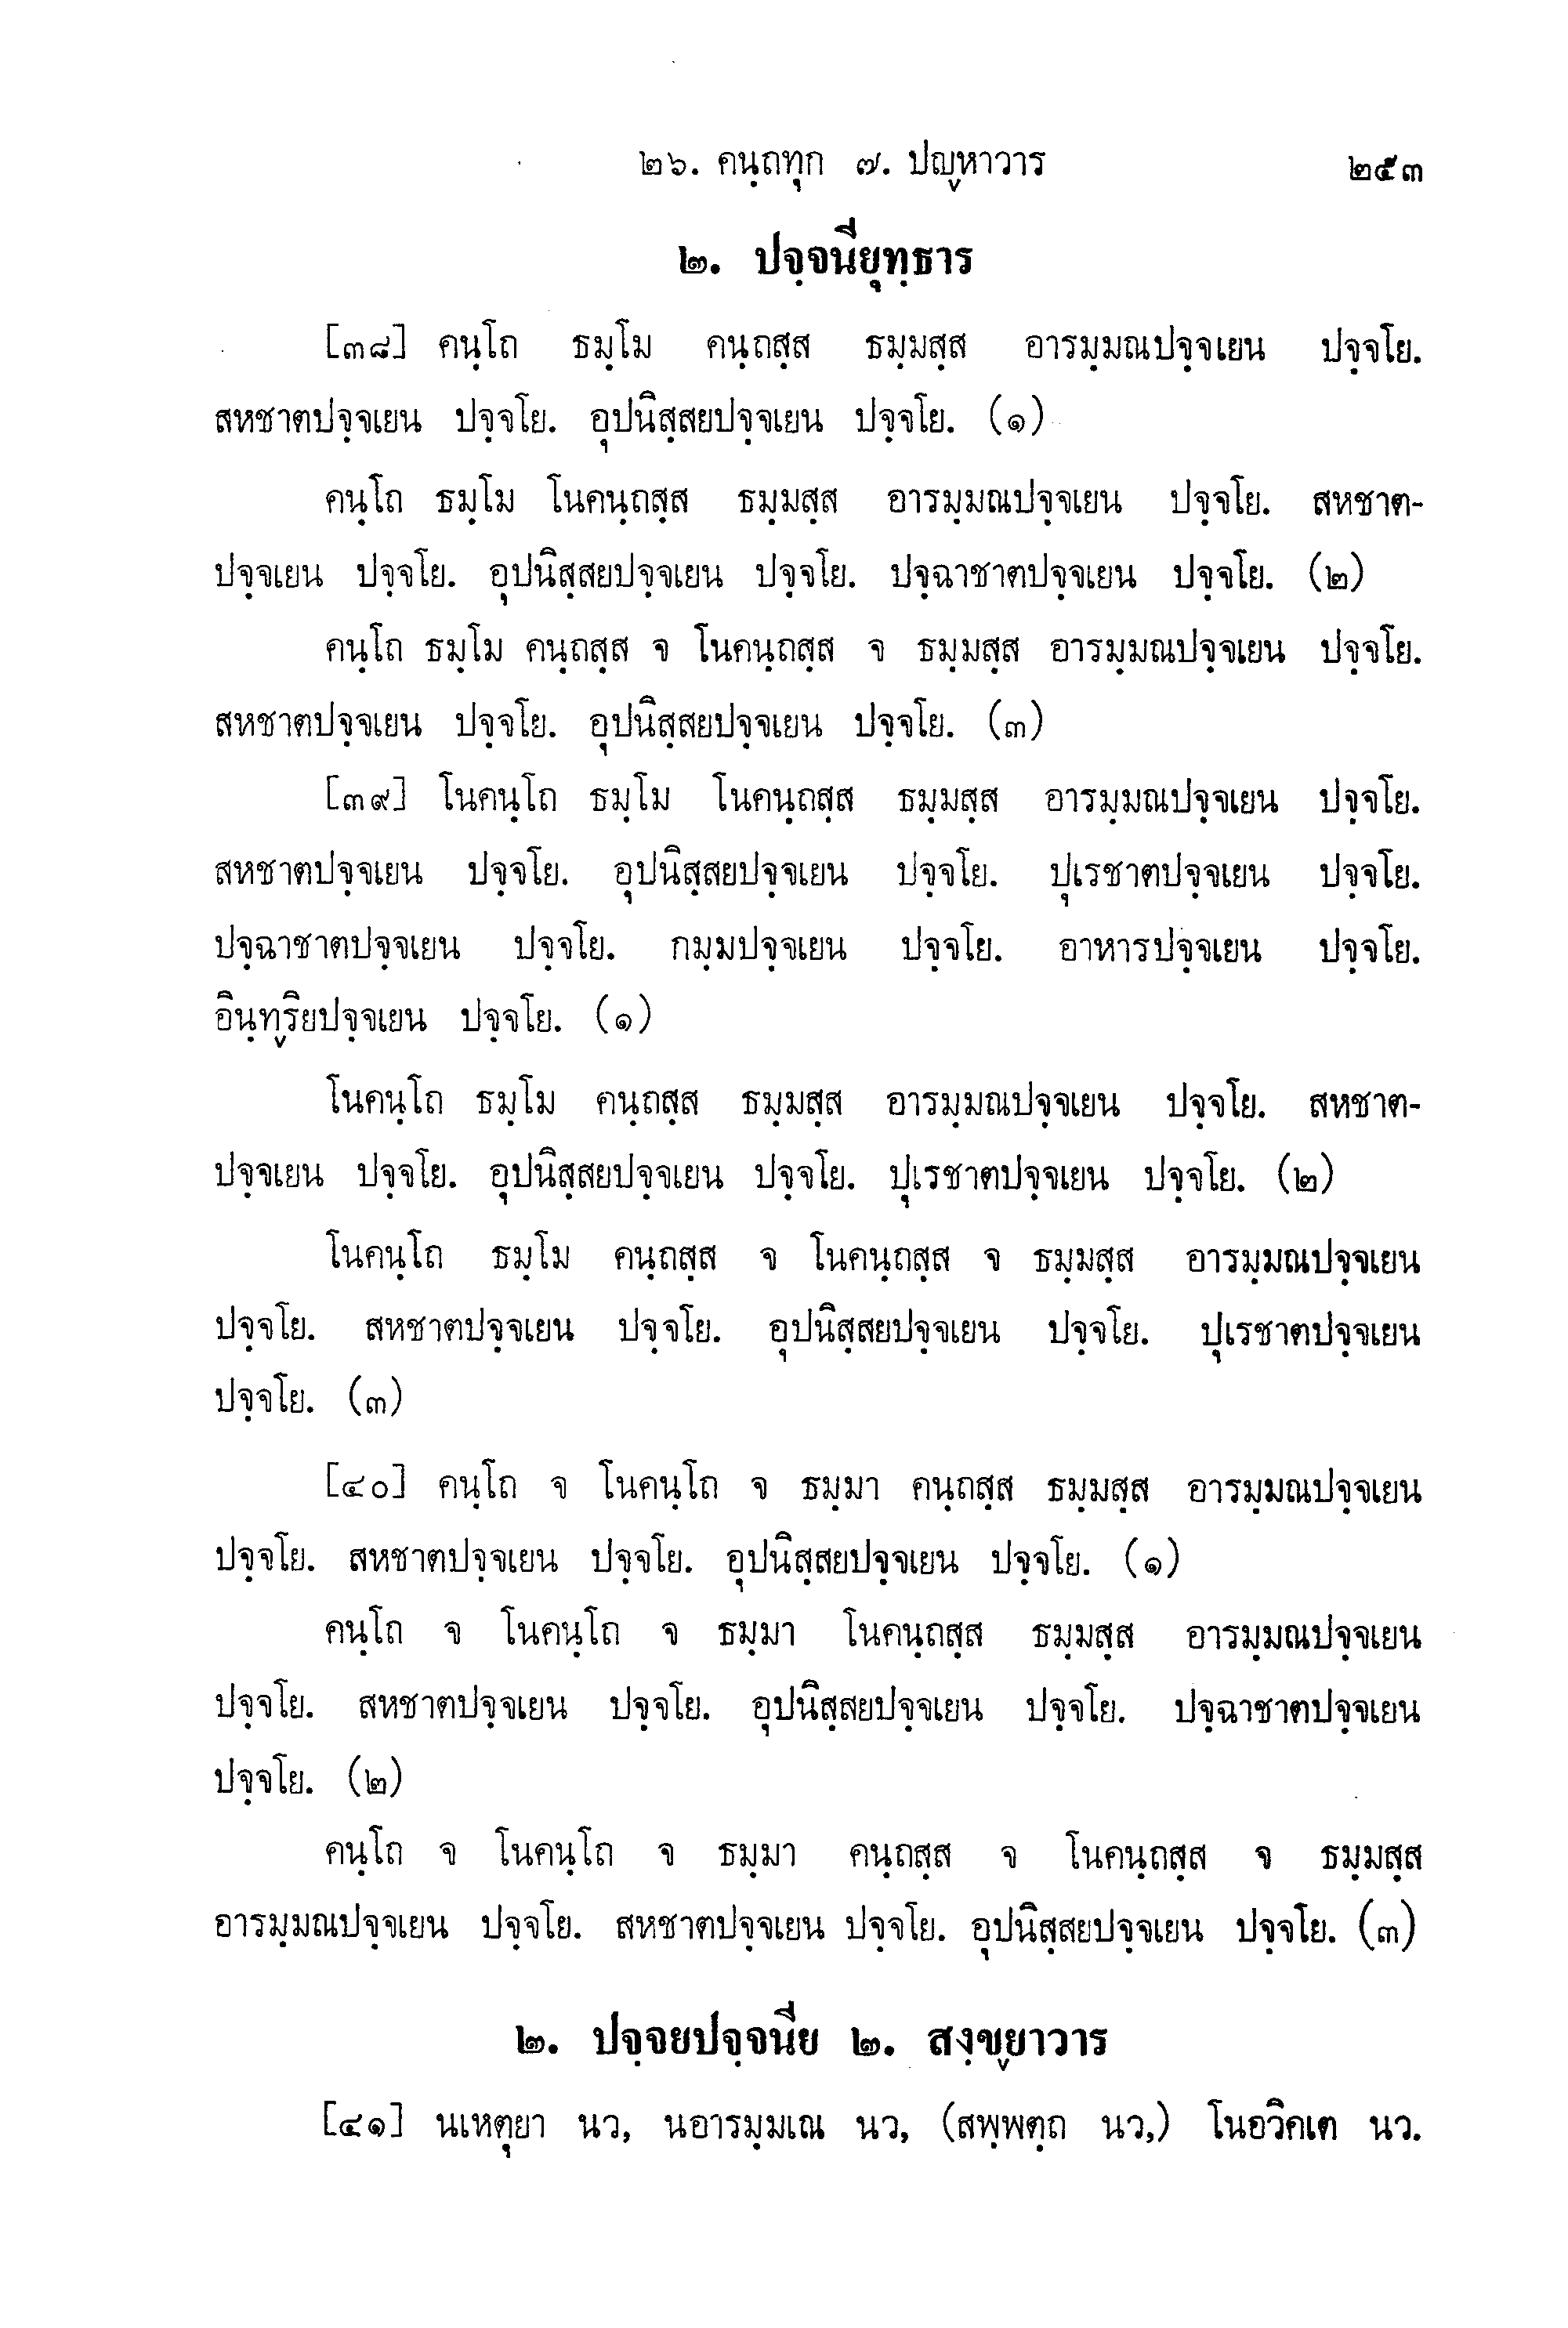 ๒๖. คนฺถทุก ๗. ปญฺหาวาร ๒๕๓
๒. ปจฺจนียุทฺธาร
[๓๘] คนฺโถ ธมฺโม คนฺถสฺส ธมฺมสฺส อารมฺมณปจฺจเยน ปจฺจโย.
สหชาตปจฺจเยน ปจฺจโย. อุปนิสฺสยปจฺจเยน ปจฺจโย. (๑)
คนฺโถ ธมฺโม โนคนฺถสฺส ธมฺมสฺส อารมฺมณปจฺจเยน ปจฺจโย. สหชาต-
ปจฺจเยน ปจฺจโย. อุปนิสฺสยปจฺจเยน ปจฺจโย. ปจฺฉาชาตปจฺจเยน ปจฺจโย. (๒)
คนฺโถ ธมฺโม คนฺถสฺส จ โนคนฺถสฺส จ ธมฺมสฺส อารมฺมณปจฺจเยน ปจฺจโย.
สหชาตปจฺจเยน ปจฺจโย. อุปนิสฺสยปจฺจเยน ปจฺจโย. (๓)
[๓๙] โนคนฺโถ ธมฺโม โนคนฺถสฺส ธมฺมสฺส อารมฺมณปจฺจเยน ปจฺจโย.
สหชาตปจฺจเยน ปจฺจโย. อุปนิสฺสยปจฺจเยน ปจฺจโย. ปุเรชาตปจฺจเยน ปจฺจโย.
ปจฺฉาชาตปจฺจเยน ปจฺจโย. กมฺมปจฺจเยน ปจฺจโย. อาหารปจฺจเยน ปจฺจโย.
อินฺทฺริยปจฺจเยน ปจฺจโย. (๑)
โนคนฺโถ ธมฺโม คนฺถสฺส ธมฺมสฺส อารมฺมณปจฺจเยน ปจฺจโย. สหชาต-
ปจฺจเยน ปจฺจโย. อุปนิสฺสยปจฺจเยน ปจฺจโย. ปุเรชาตปจฺจเยน ปจฺจโย. (๒)
โนคนฺโถ ธมฺโม คนฺถสฺส จ โนคนฺถสฺส จ ธมฺมสฺส อารมฺมณปจฺจเยน
ปจฺจโย. สหชาตปจฺจเยน ปจฺจโย. อุปนิสฺสยปจฺจเยน ปจฺจโย. ปุเรชาตปจฺจเยน
ปจฺจโย. (๓)
[๔๐] คนฺโถ จ โนคนฺโถ จ ธมฺมา คนฺถสฺส ธมฺมสฺส อารมฺมณปจฺจเยน
ปจฺจโย. สหชาตปจฺจเยน ปจฺจโย. อุปนิสฺสยปจฺจเยน ปจฺจโย. (๑)
คนฺโถ จ โนคนฺโถ จ ธมฺมา โนคนฺถสฺส ธมฺมสฺส อารมฺมณปจฺจเยน
ปจฺจโย. สหชาตปจฺจเยน ปจฺจโย. อุปนิสฺสยปจฺจเยน ปจฺจโย. ปจฺฉาชาตปจฺจเยน
ปจฺจโย. (๒)
คนฺโถ จ โนคนฺโถ จ ธมฺมา คนฺถสฺส จ โนคนฺถสฺส จ ธมฺมสฺส
อารมฺมณปจฺจเยน ปจฺจโย. สหชาตปจฺจเยน ปจฺจโย. อุปนิสฺสยปจฺจเยน ปจฺจโย. (๓)
๒. ปจฺจยปจฺจนีย ๒. สงฺขฺยาวาร
[๔๑] นเหตุยา นว, นอารมฺมเณ นว, (สพฺพตฺถ นว,) โนอวิคเต นว.